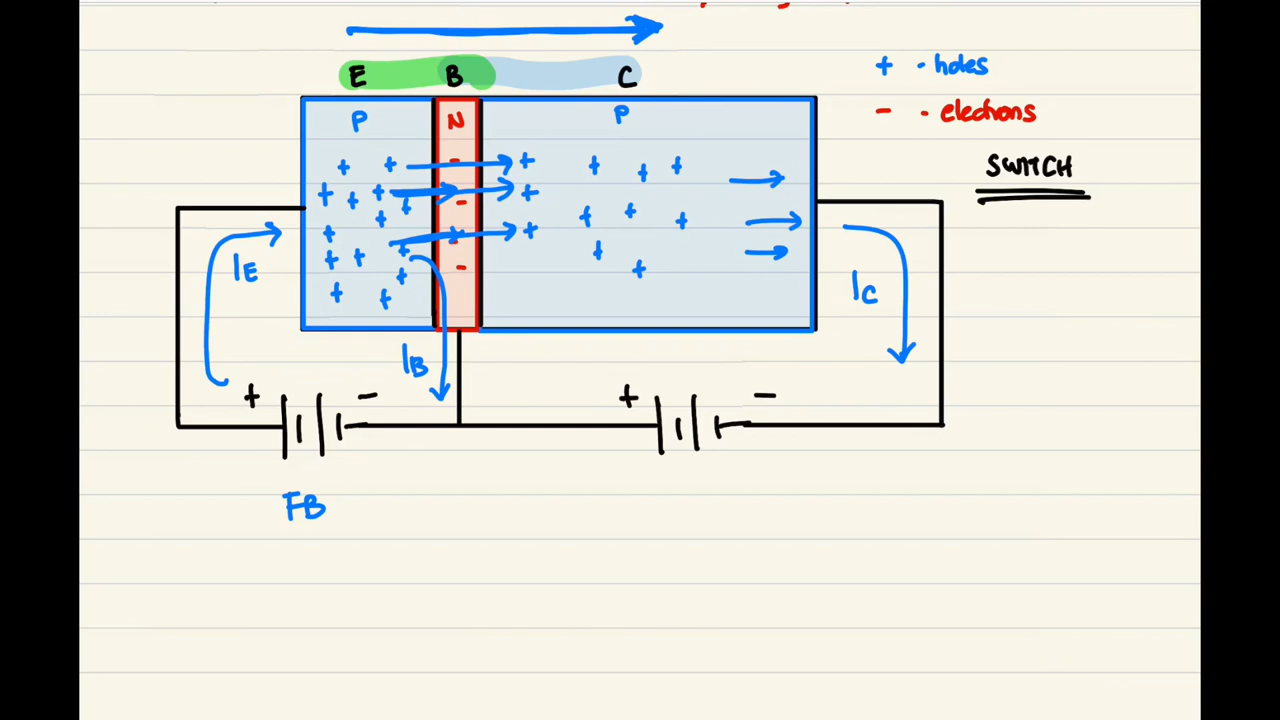 E B C
+ - holes
- - electrons
P N P
SWITCH
IE
IC
IB
+ -
+ -
FB